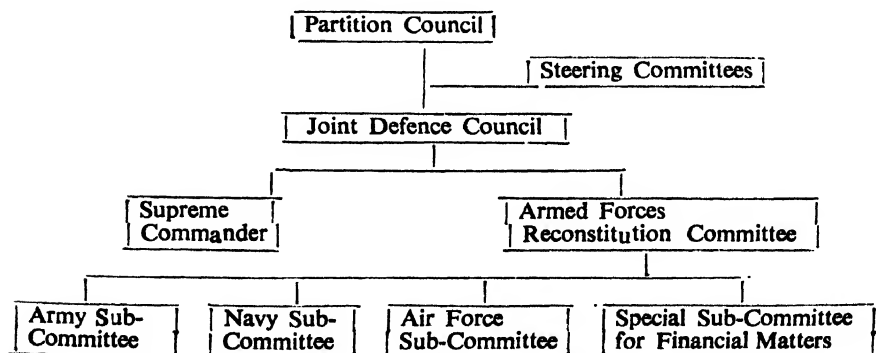 Partition Council
Steering Committees
Joint Defence Council
Supreme
Commander
Armed Forces
Reconstitution Committee
Army Sub-
Committee
Navy Sub-
Committee
Air Force
Sub-Committee
Special Sub-Committee
for Financial Matters